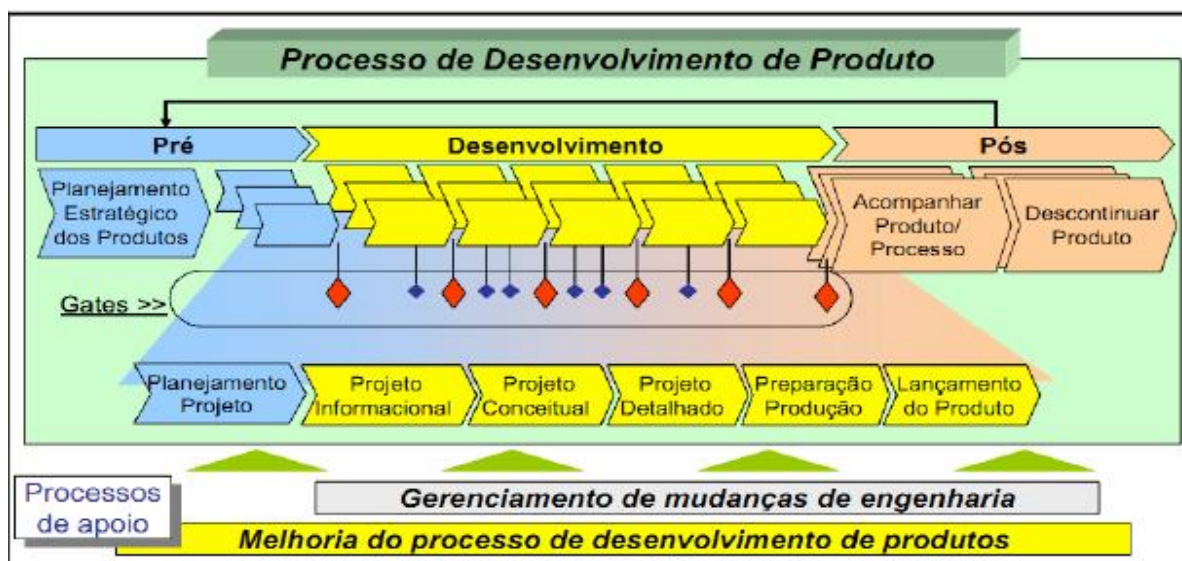 Processo de Desenvolvimento de Produto
Pré
Desenvolvimento
Pós
Planejamento
Estratégico
dos Produtos
Acompanhar
Produto/
Processo
Descontinuar
Produto
Gates >>
Planejamento
Projeto
Projeto
Informacional
Projeto
Conceitual
Projeto
Detalhado
Preparação
Produção
Lançamento
do Produto
Processos
de apoio
Gerenciamento de mudanças de engenharia
Melhoria do processo de desenvolvimento de produtos